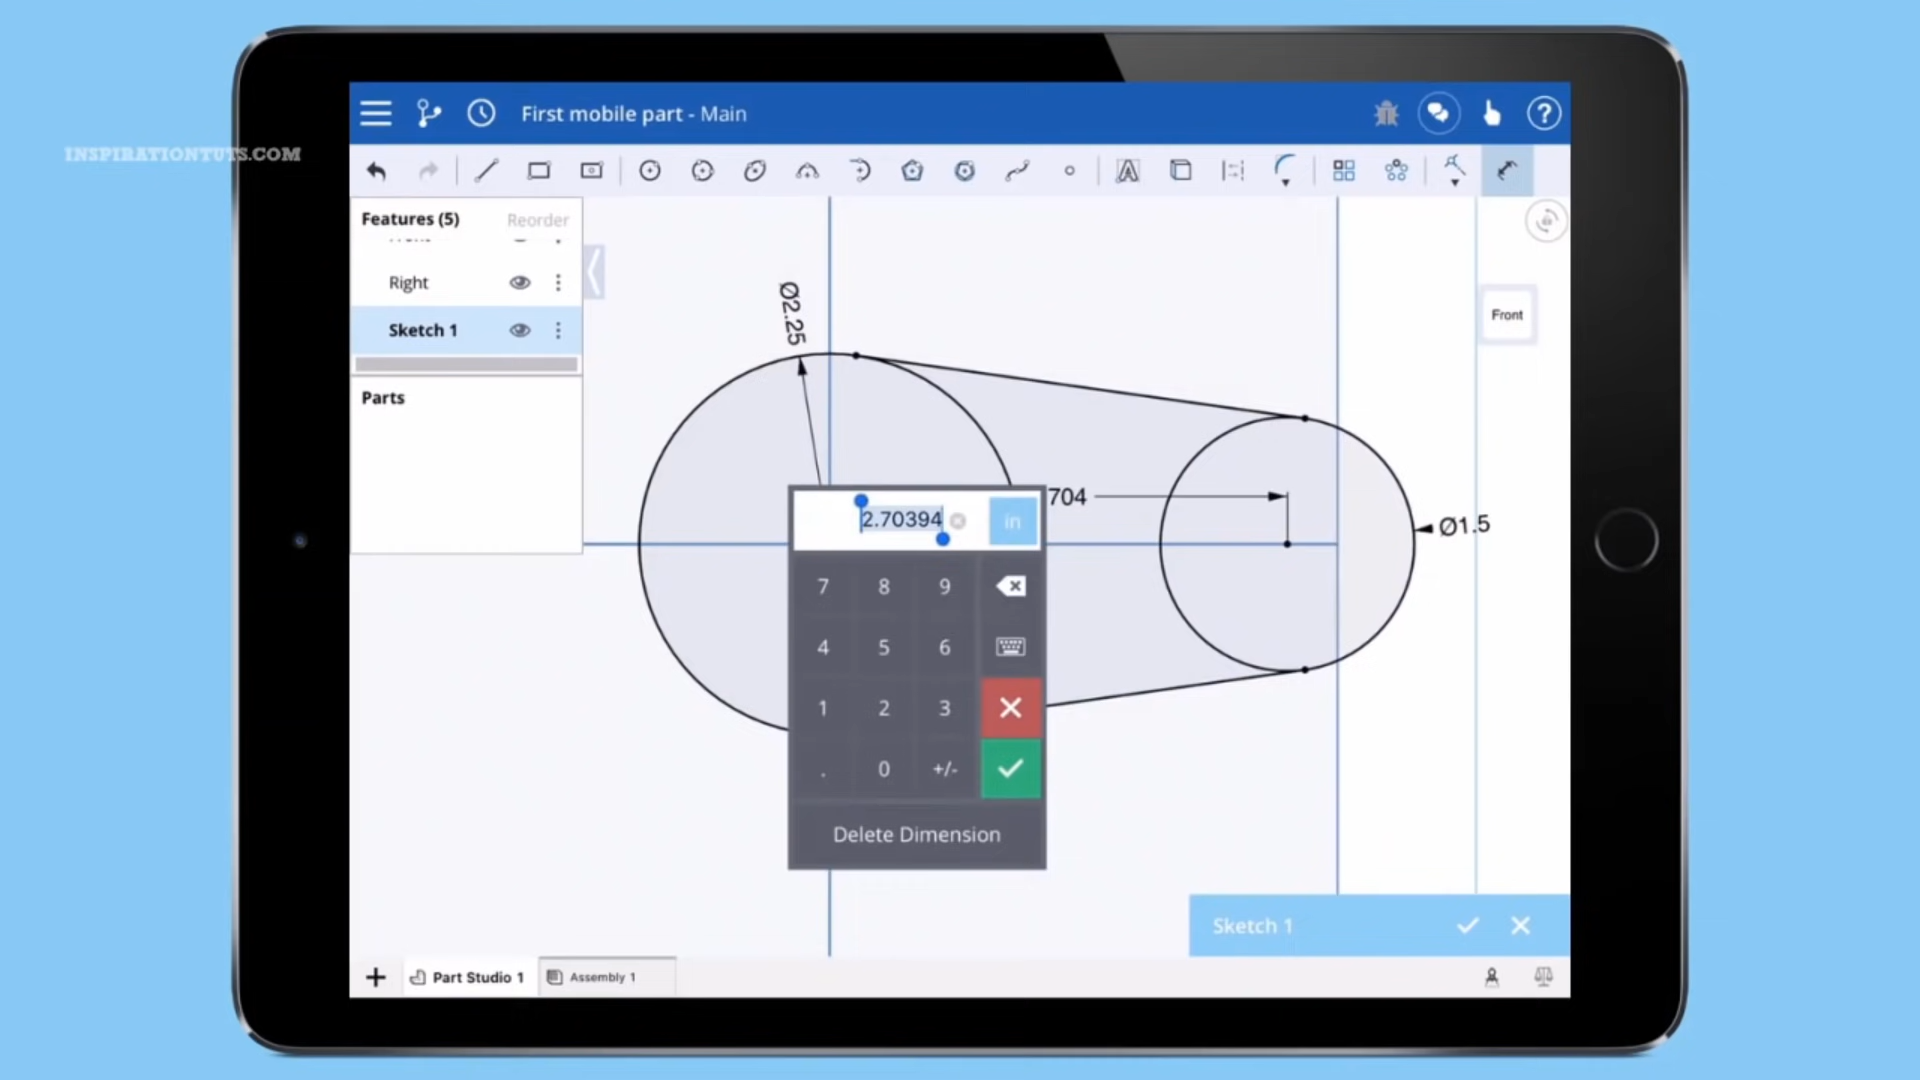 First mobile part - Main
INSPIRATIONTUTS.COM
Features (5) Reorder
Right
Sketch 1
Parts
Front
Ø2.25
704
Ø1.5
2.70394 in
7 8 9
4 5 6
1 2 3
. 0 +/-
Delete Dimension
Sketch 1
Part Studio 1 Assembly 1